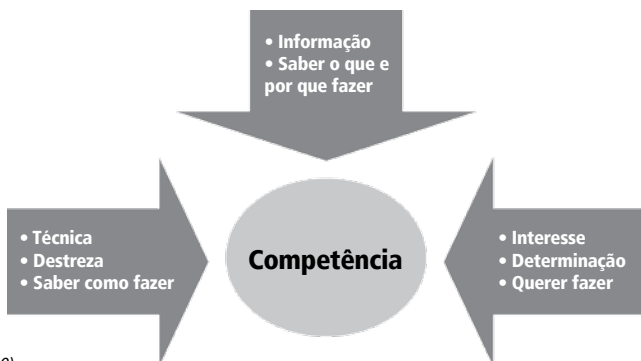 • Informação
• Saber o que e
por que fazer
• Técnica
• Destreza
• Saber como fazer
Competência
• Interesse
• Determinação
• Querer fazer